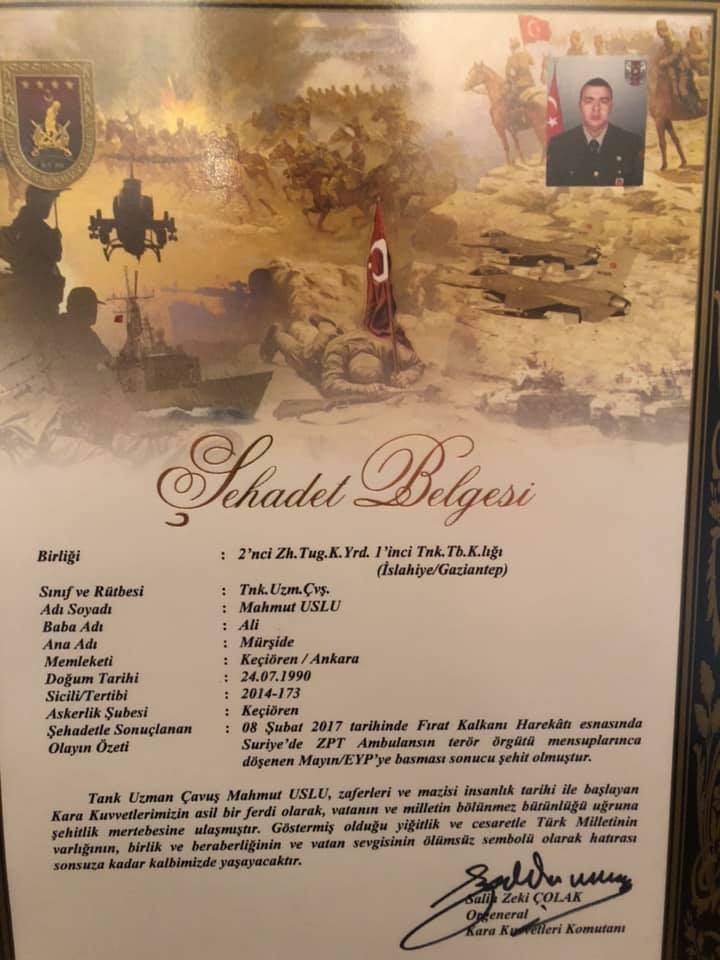 Şehadet Belgesi
Birliği : 2'nci Zh.Tug.K.Yrd. 1'inci Tnk.Tb.K.lığı
(İslahiye/Gaziantep)
Sınıf ve Rütbesi : Tnk.Uzm.Çvş.
Adı Soyadı : Mahmut USLU
Baba Adı : Ali
Ana Adı : Mürşide
Memleketi : Keçiören / Ankara
Doğum Tarihi : 24.07.1990
Sicili/Tertibi : 2014-173
Askerlik Şubesi : Keçiören
Şehadetle Sonuçlanan : 08 Şubat 2017 tarihinde Fırat Kalkanı Harekâtı esnasında
Olayın Özeti Suriye'de ZPT Ambulansın terör örgütü mensuplarınca
döşenen Mayın/EYP'ye basması sonucu şehit olmuştur.
Tank Uzman Çavuş Mahmut USLU, zaferleri ve mazisi insanlık tarihi ile başlayan
Kara Kuvvetlerimizin asil bir ferdi olarak, vatanın ve milletin bölünmez bütünlüğü uğruna
şehitlik mertebesine ulaşmıştır. Göstermiş olduğu yiğitlik ve cesaretle Türk Milletinin
varlığının, birlik ve beraberliğinin ve vatan sevgisinin ölümsüz sembolü olarak hatırası
sonsuza kadar kalbimizde yaşayacaktır.
Salih Zeki ÇOLAK
Orgeneral
Kara Kuvvetleri Komutanı